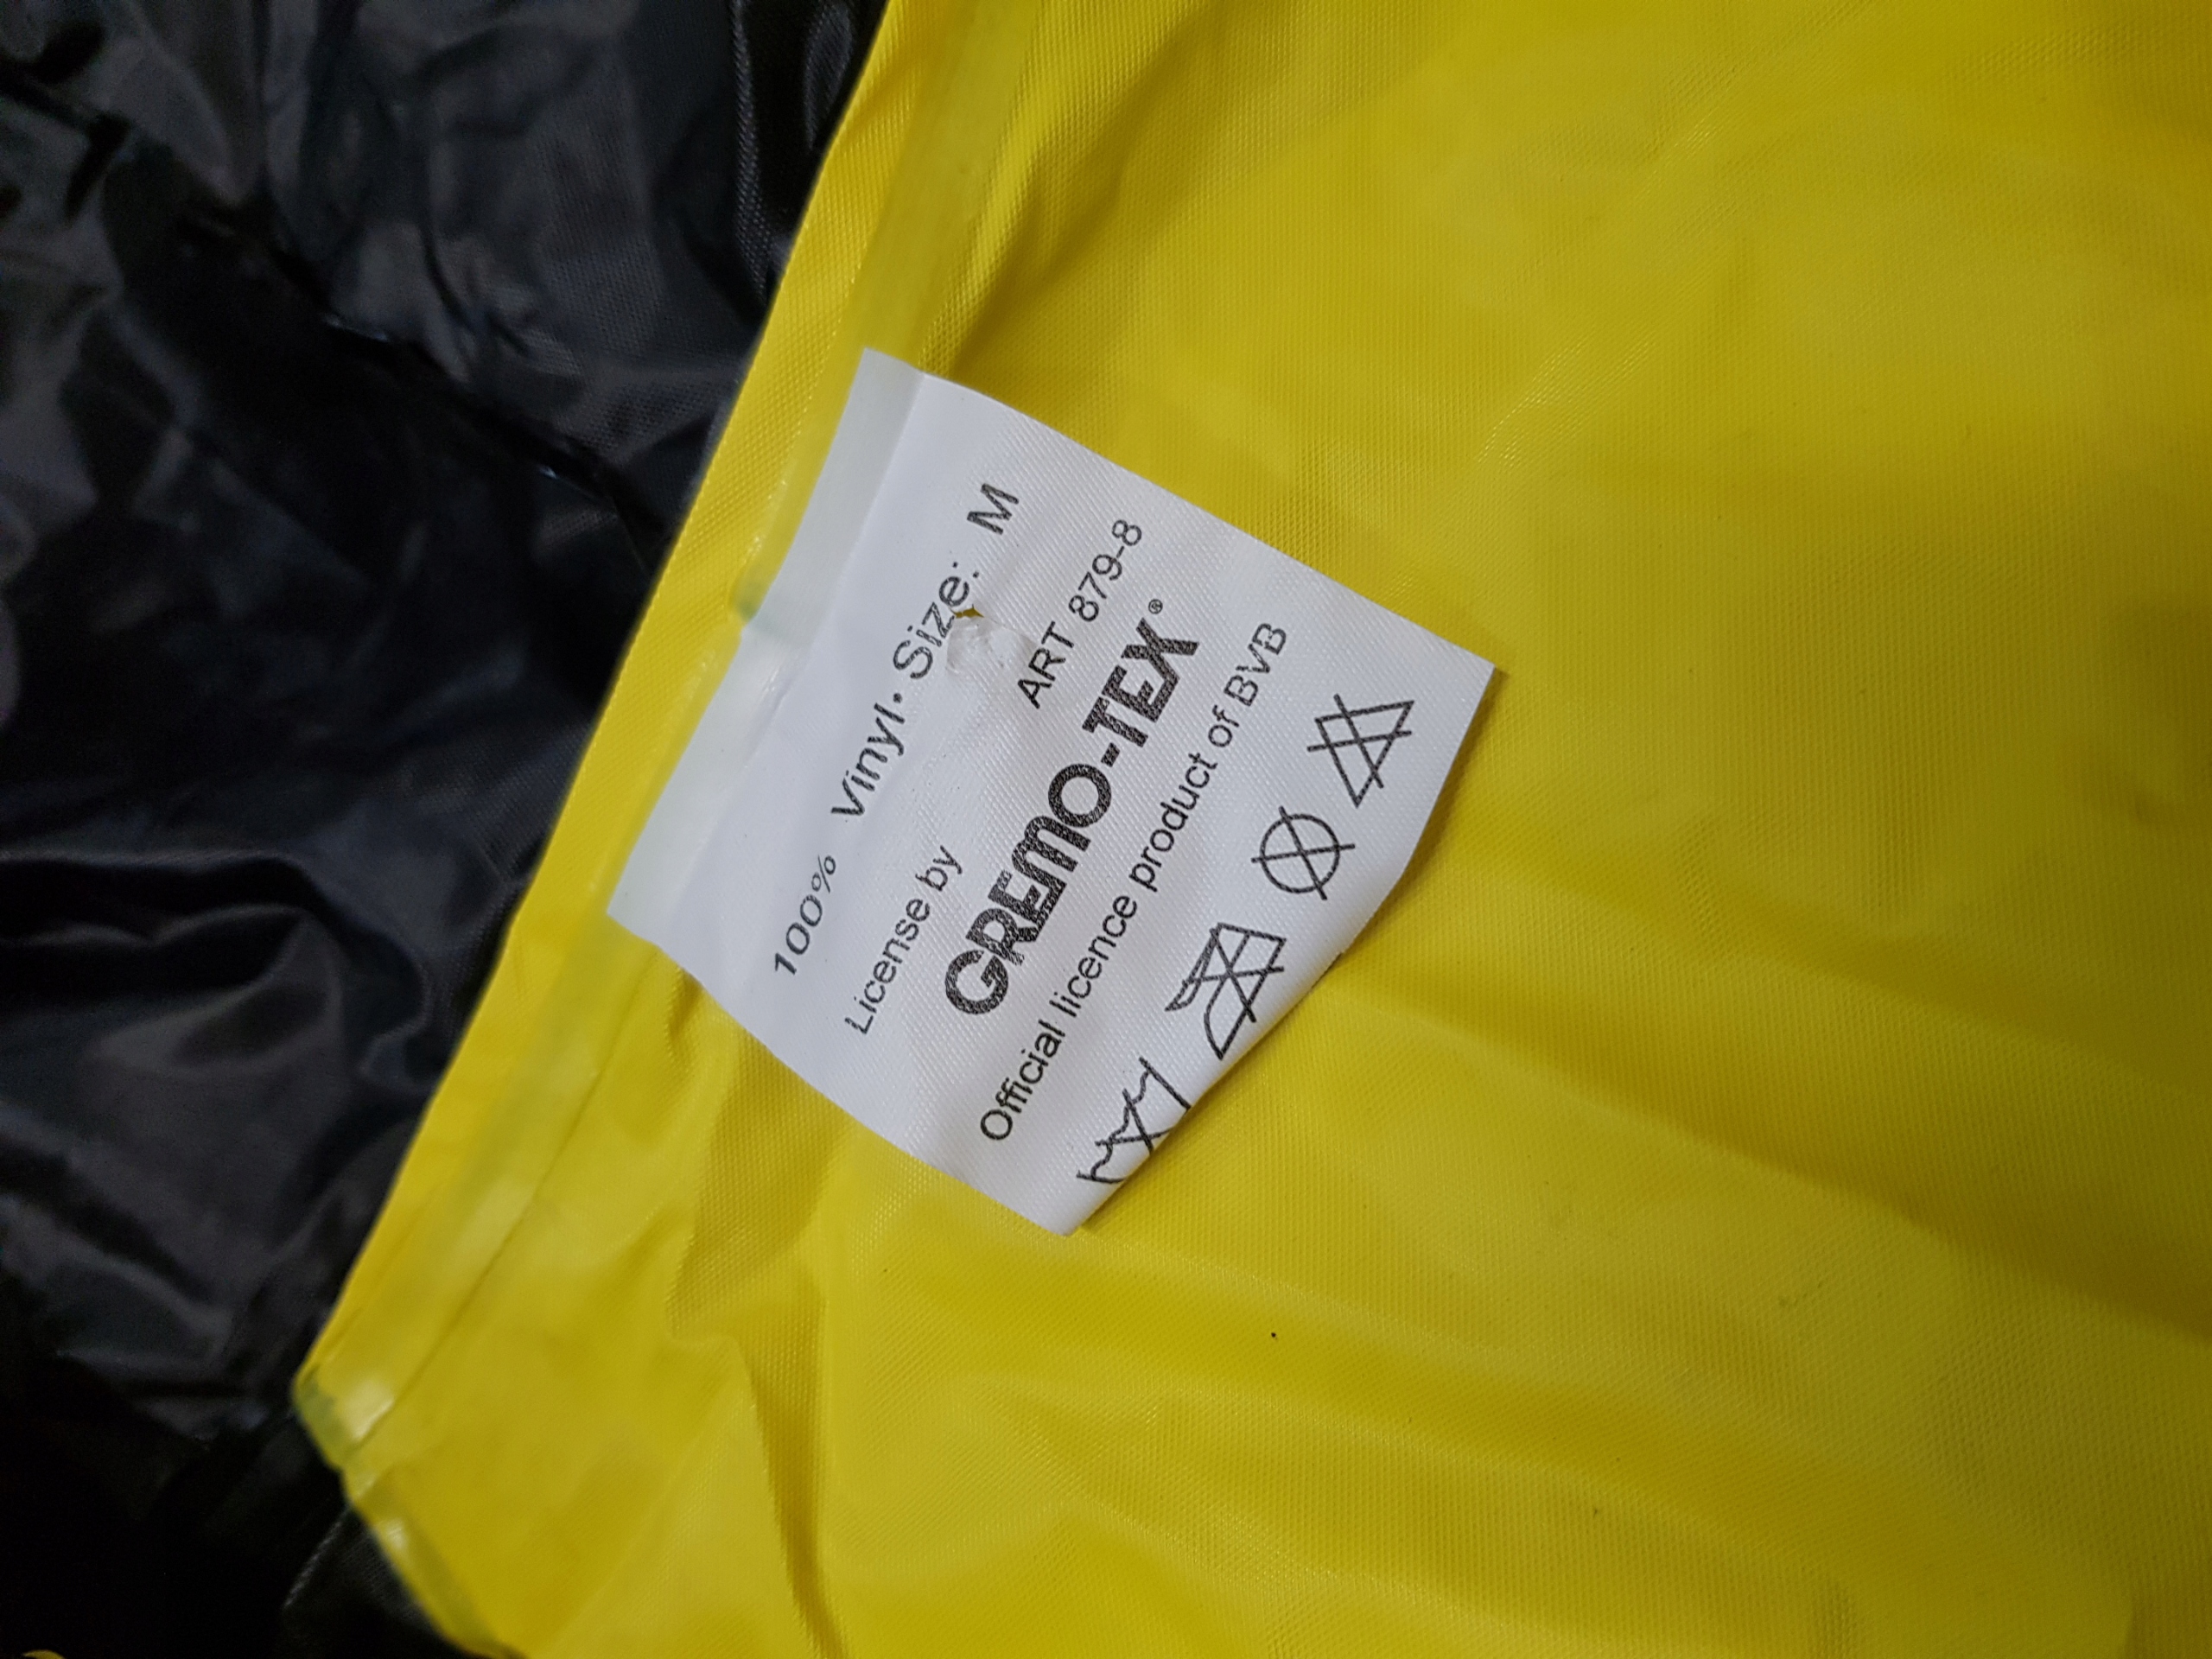 100% Vinyl • Size: M
License by ART 879-8
GREMO-TEX®
Official licence product of BVB